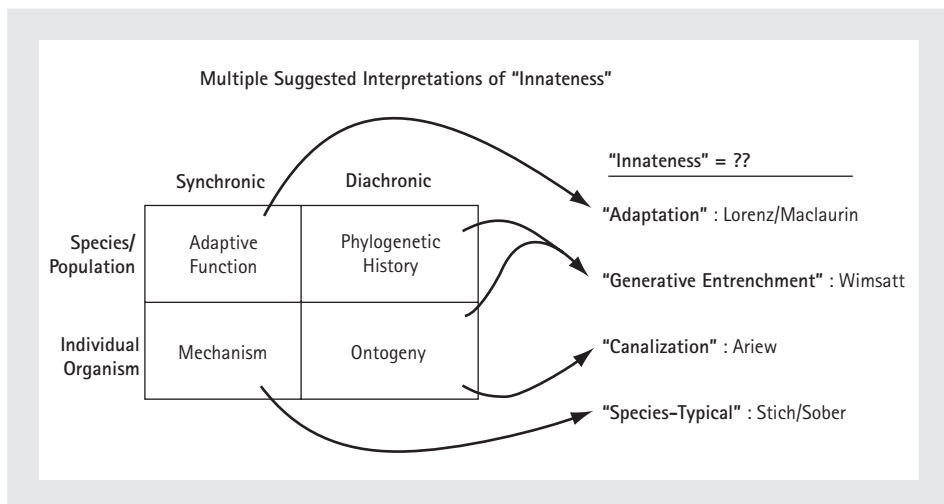 Multiple Suggested Interpretations of "Innateness"
"Innateness" = ??
Synchronic
Diachronic
"Adaptation" : Lorenz/Maclaurin
Species/
Population
Adaptive
Function
Phylogenetic
History
"Generative Entrenchment" : Wimsatt
Individual
Organism
Mechanism
Ontogeny
"Canalization" : Ariew
"Species-Typical" : Stich/Sober